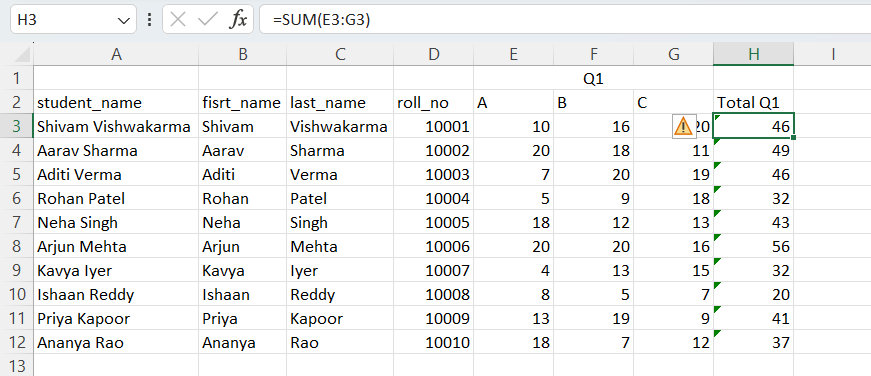 H3 fx =SUM(E3:G3)
A B C D E F G H I
1 Q1
2 student_name fisrt_name last_name roll_no A B C Total Q1
3 Shivam Vishwakarma Shivam Vishwakarma 10001 10 16 20 46
4 Aarav Sharma Aarav Sharma 10002 20 18 11 49
5 Aditi Verma Aditi Verma 10003 7 20 19 46
6 Rohan Patel Rohan Patel 10004 5 9 18 32
7 Neha Singh Neha Singh 10005 18 12 13 43
8 Arjun Mehta Arjun Mehta 10006 20 20 16 56
9 Kavya Iyer Kavya Iyer 10007 4 13 15 32
10 Ishaan Reddy Ishaan Reddy 10008 8 5 7 20
11 Priya Kapoor Priya Kapoor 10009 13 19 9 41
12 Ananya Rao Ananya Rao 10010 18 7 12 37
13